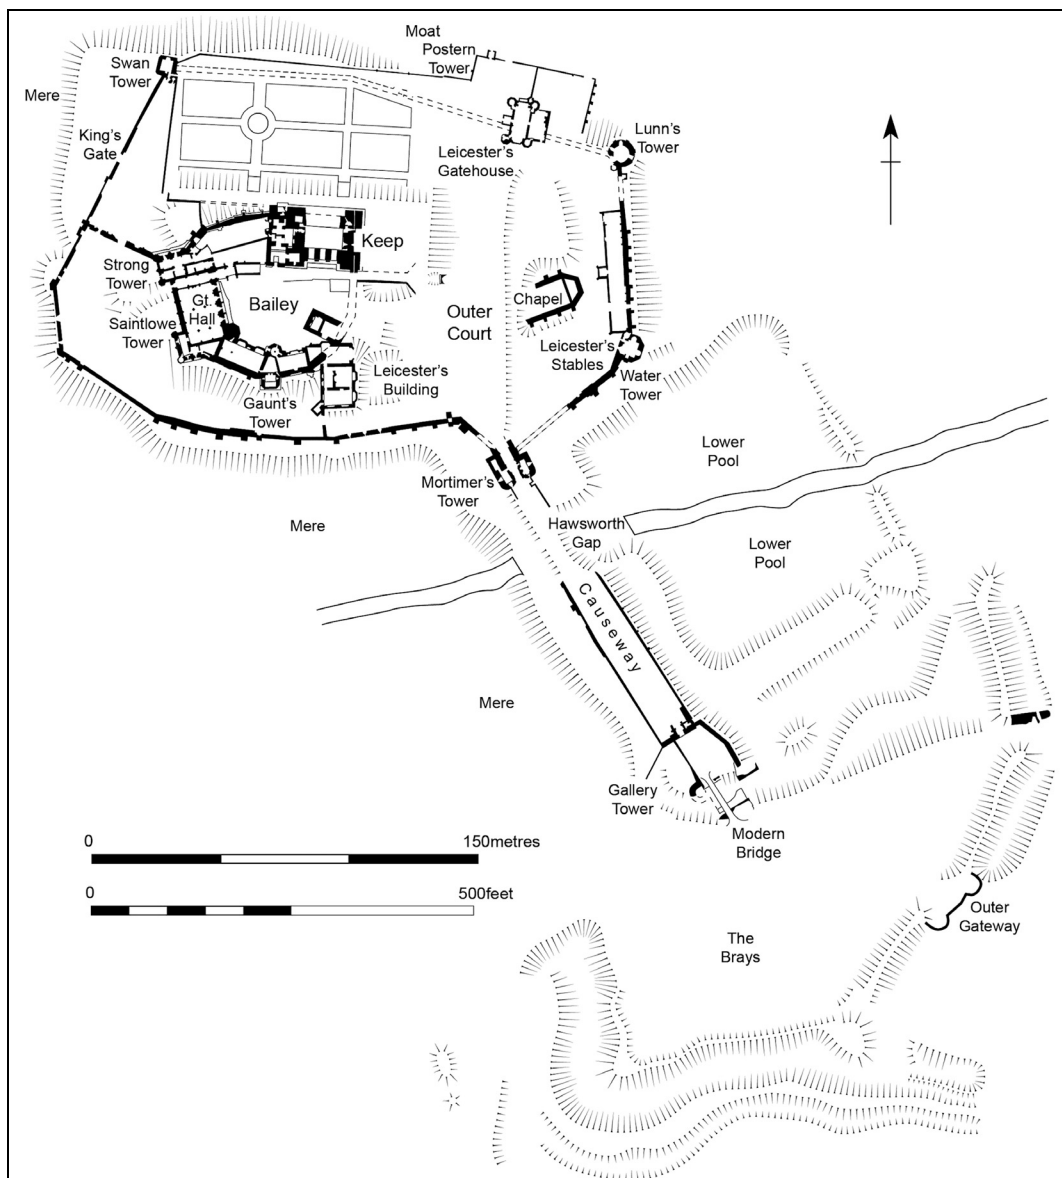 Moat
Postern
Tower
Swan
Tower
Mere
King's
Gate
Lunn's
Tower
Leicester's
Gatehouse
Keep
Strong
Tower
Gt.
Hall
Bailey
Saintlowe
Tower
Outer
Court
Chapel
Leicester's
Stables
Water
Tower
Leicester's
Building
Gaunt's
Tower
Lower
Pool
Mortimer's
Tower
Mere
Hawsworth
Gap
Lower
Pool
Causeway
Mere
Gallery
Tower
Modern
Bridge
0 150metres
0 500feet
Outer
Gateway
The
Brays